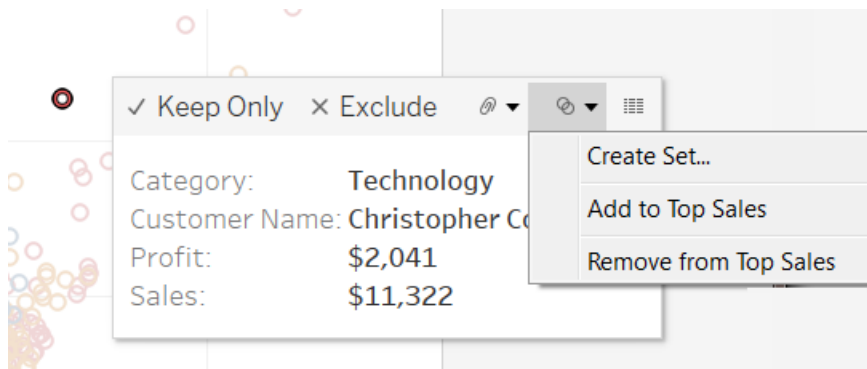 ✓ Keep Only × Exclude
Create Set...
Category: Technology
Add to Top Sales
Customer Name: Christopher
Profit: $2,041
Remove from Top Sales
Sales: $11,322